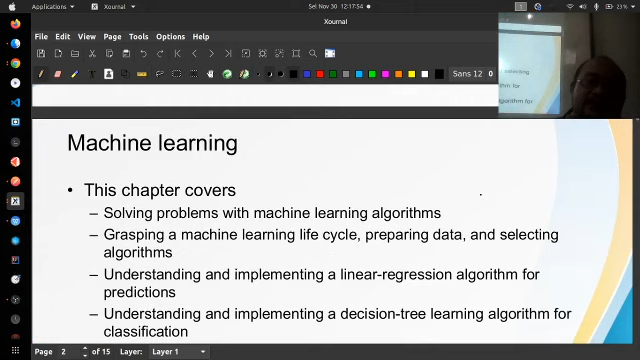 Applications
Xournal
Sel Nov 30 12:17:54
23%
Xournal
File Edit View Tools Options Help
Sans 12
Machine learning
• This chapter covers
– Solving problems with machine learning algorithms
– Grasping a machine learning life cycle, preparing data, and selecting
algorithms
– Understanding and implementing a linear-regression algorithm for
predictions
– Understanding and implementing a decision-tree learning algorithm for
classification
Page 2 of 15 Layer: Layer 1